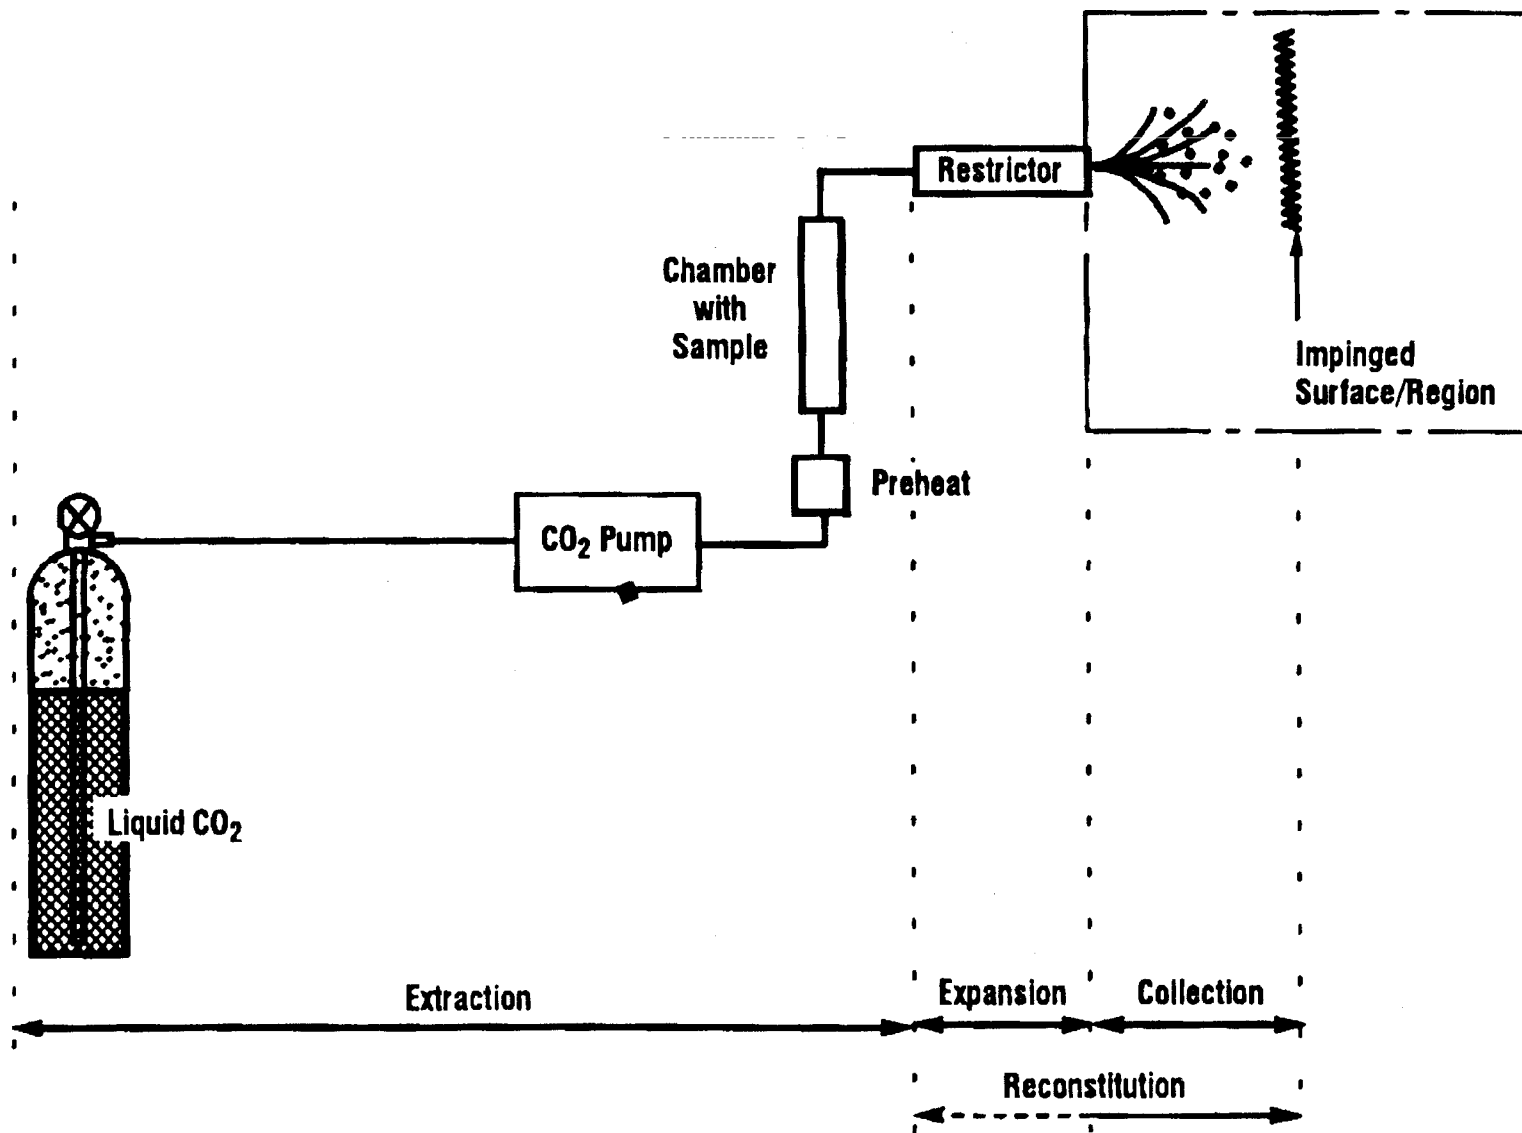 Restrictor
Chamber
with
Sample
Impinged
Surface/Region
Preheat
CO₂ Pump
Liquid CO₂
Extraction
Expansion
Collection
Reconstitution